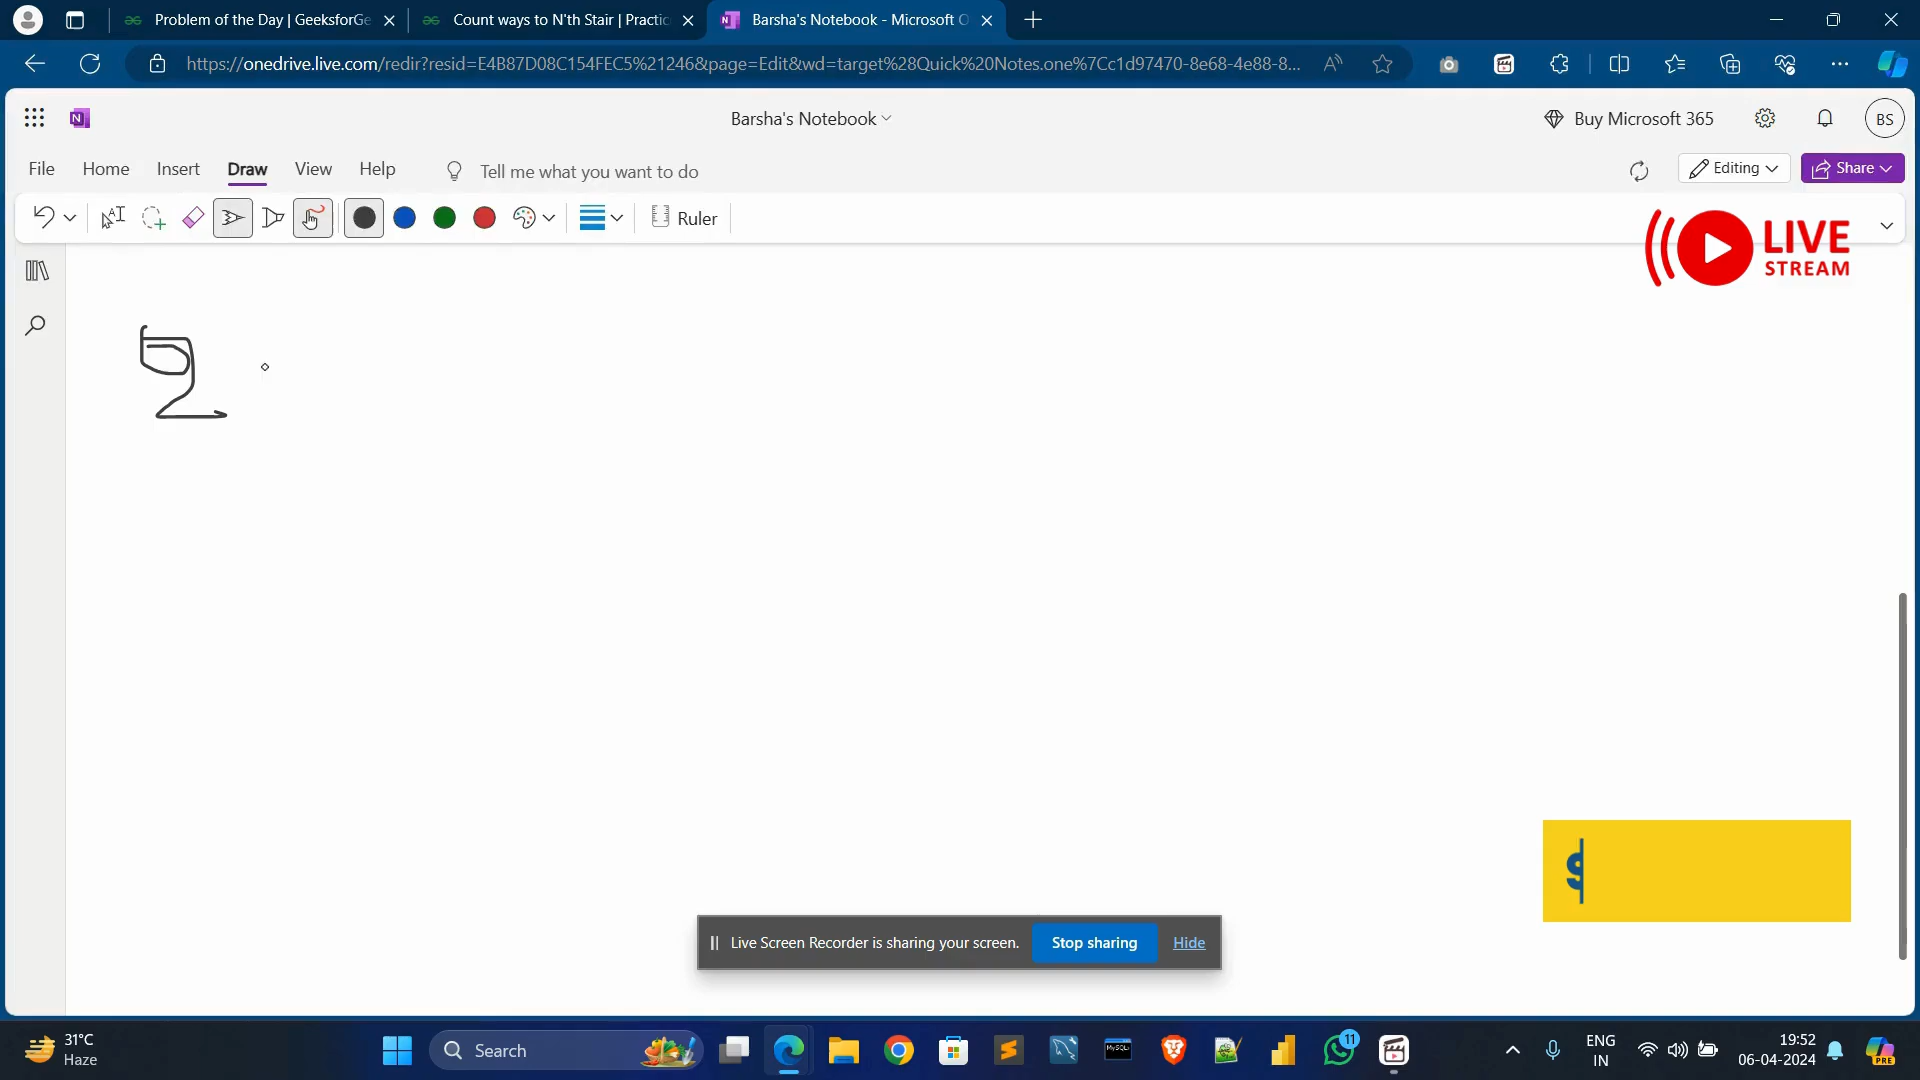 Problem of the Day | GeeksforGe
Count ways to N'th Stair | Practic
Barsha's Notebook - Microsoft O
https://onedrive.live.com/redir?resid=E4B87D08C154FEC5%21246&page=Edit&wd=target%28Quick%20Notes.one%7Cc1d97470-8e68-4e88-8...
N
Barsha's Notebook
Buy Microsoft 365
BS
File Home Insert Draw View Help Tell me what you want to do
Editing
Share
Ruler
LIVE
STREAM
$
Live Screen Recorder is sharing your screen. Stop sharing Hide
31°C
Haze
Search
MySQL
11
ENG
IN
19:52
06-04-2024
PRE